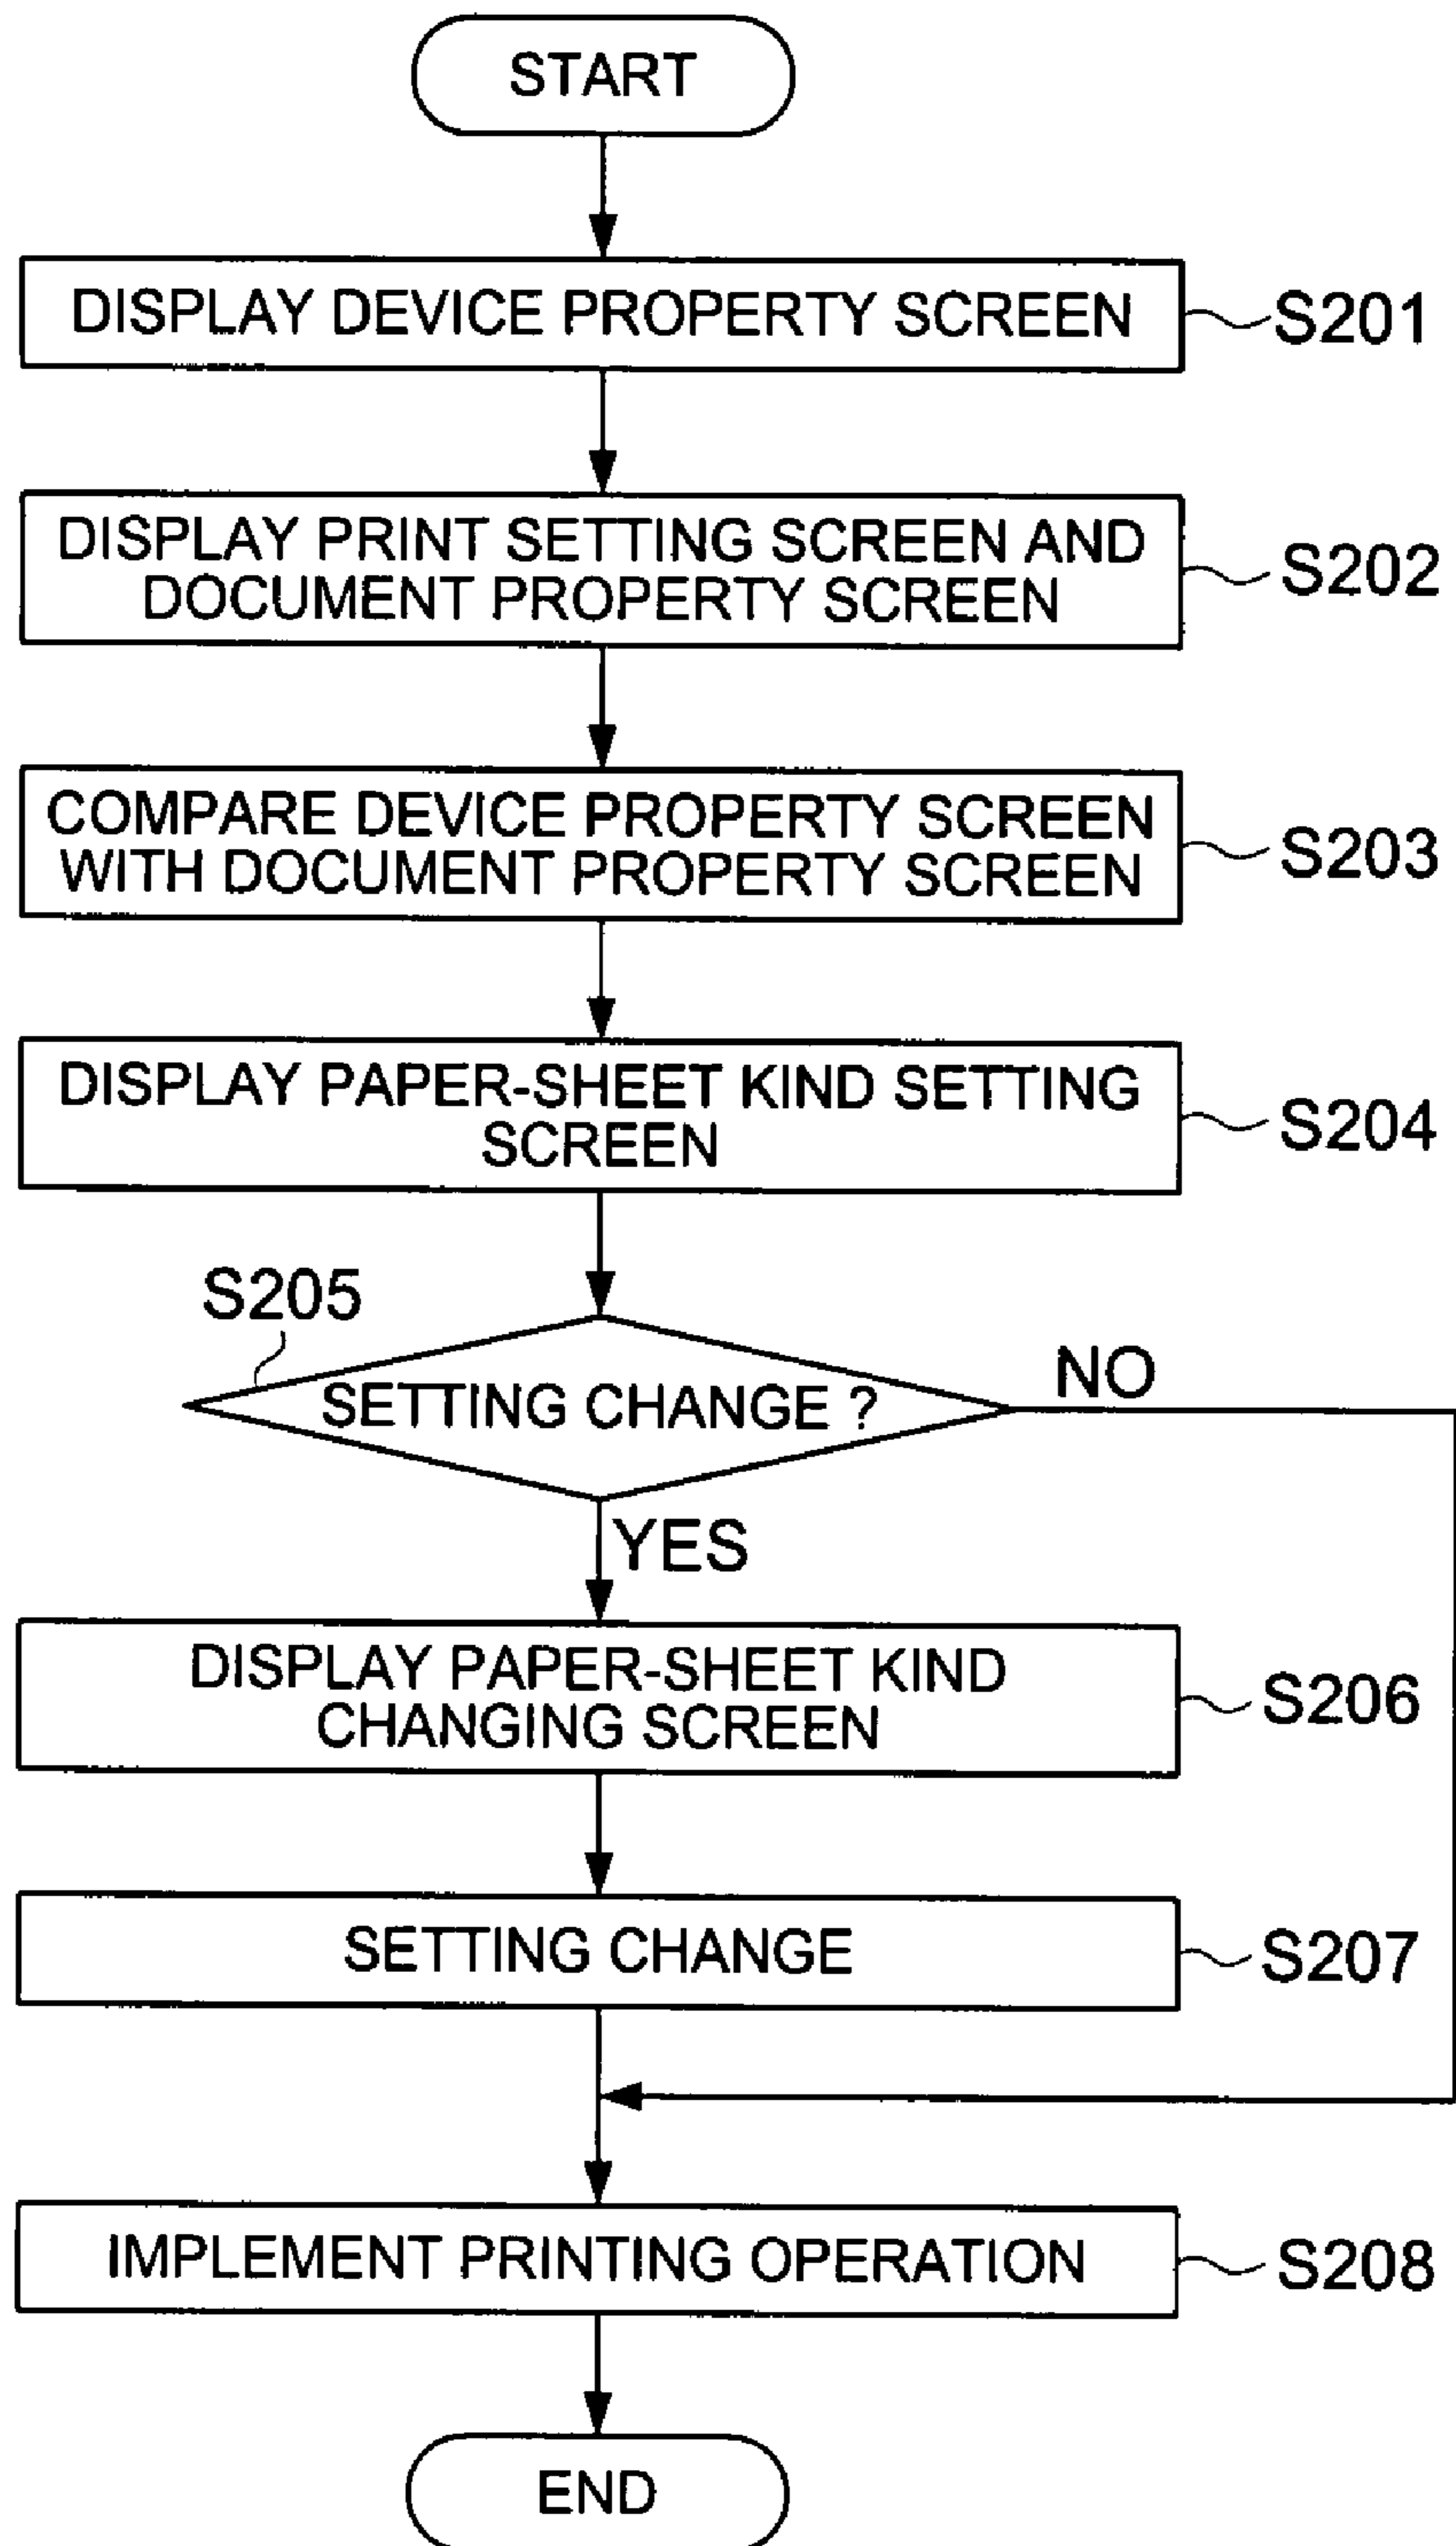 START
DISPLAY DEVICE PROPERTY SCREEN
S201
DISPLAY PRINT SETTING SCREEN AND
DOCUMENT PROPERTY SCREEN
S202
COMPARE DEVICE PROPERTY SCREEN
WITH DOCUMENT PROPERTY SCREEN
S203
DISPLAY PAPER-SHEET KIND SETTING
SCREEN
S204
S205
SETTING CHANGE ?
NO
YES
DISPLAY PAPER-SHEET KIND
CHANGING SCREEN
S206
SETTING CHANGE
S207
IMPLEMENT PRINTING OPERATION
S208
END